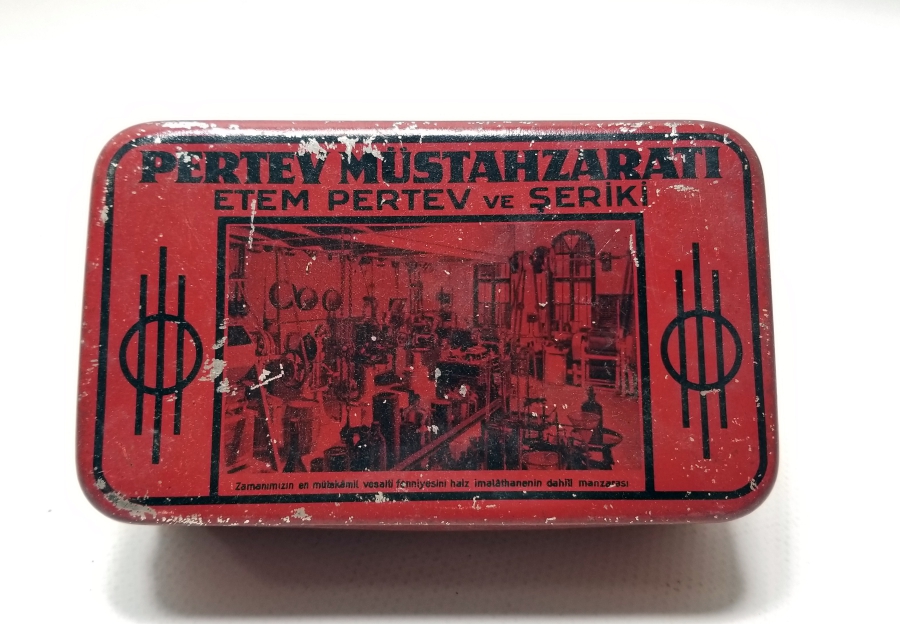 PERTEV MÜSTAHZARATI
ETEM PERTEV VE ŞERİKİ
Zamanımızın en mütekâmil vesaiti fenniyesini haiz imalâthanenin dahilî manzarası